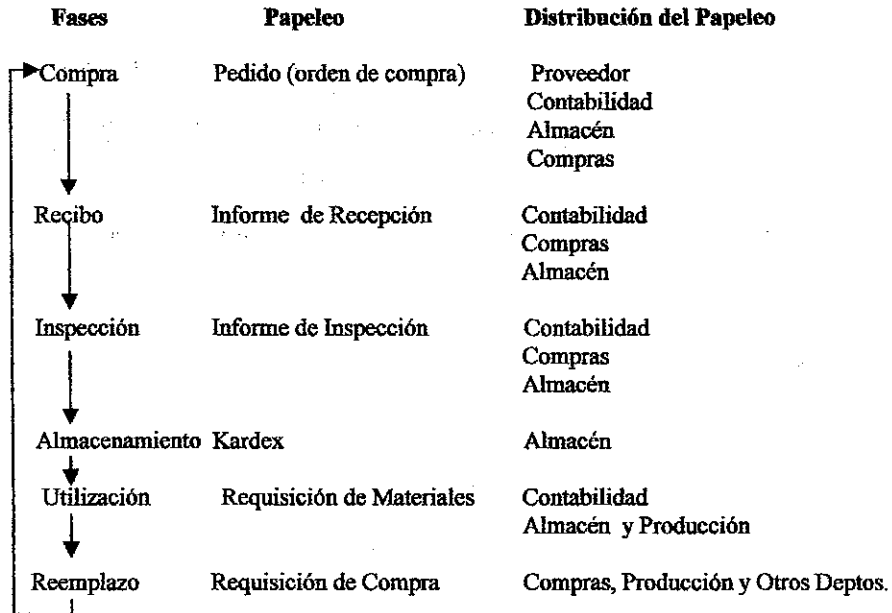 Fases Papeleo Distribución del Papeleo
Compra Pedido (orden de compra) Proveedor
Contabilidad
Almacén
Compras
Recibo Informe de Recepción Contabilidad
Compras
Almacén
Inspección Informe de Inspección Contabilidad
Compras
Almacén
Almacenamiento Kardex Almacén
Utilización Requisición de Materiales Contabilidad
Almacén y Producción
Reemplazo Requisición de Compra Compras, Producción y Otros Deptos.